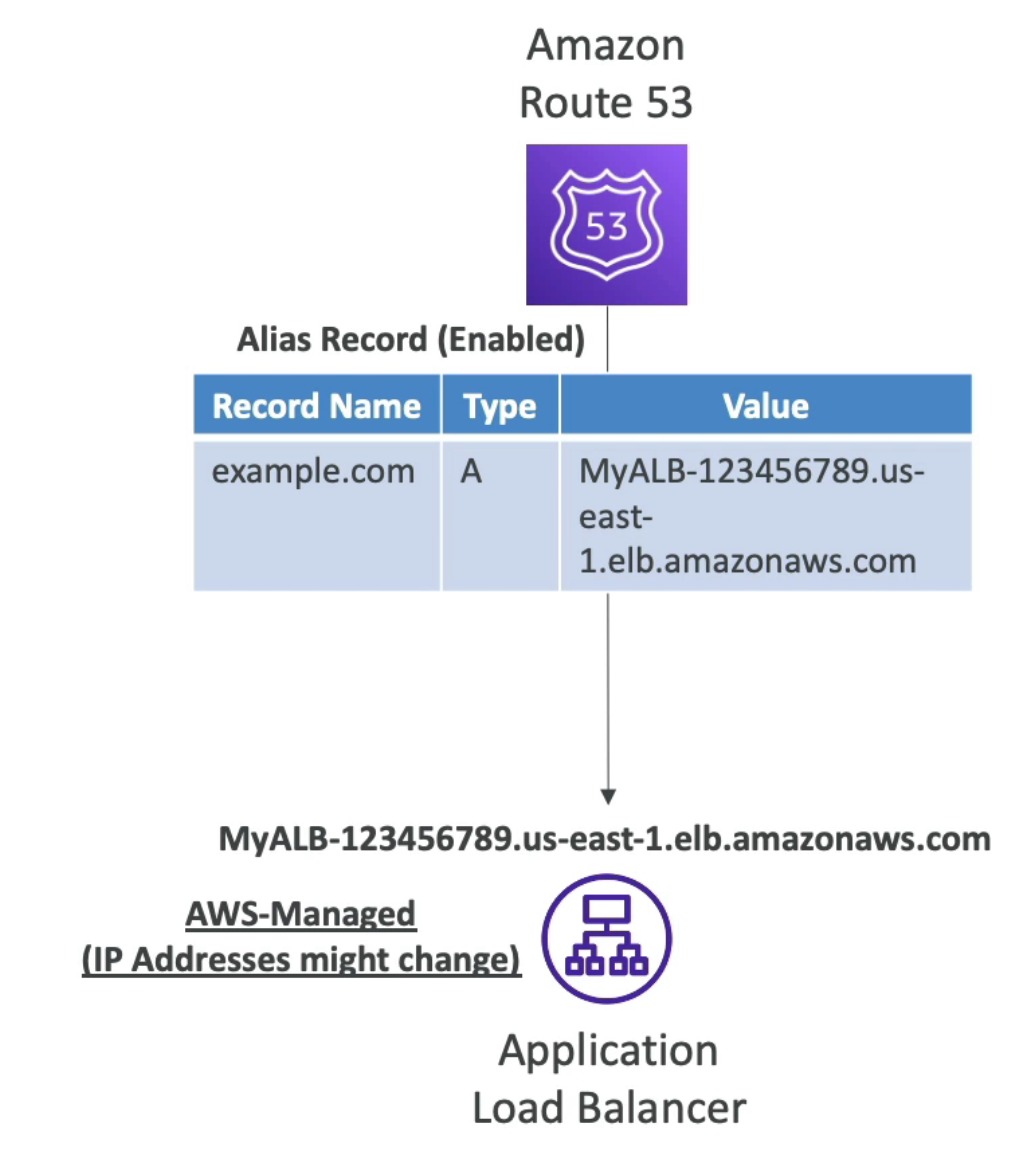 Amazon
Route 53
53
Alias Record (Enabled)
Record Name Type Value
example.com A MyALB-123456789.us-
east-
1.elb.amazonaws.com
MyALB-123456789.us-east-1.elb.amazonaws.com
AWS-Managed
(IP Addresses might change)
Application
Load Balancer